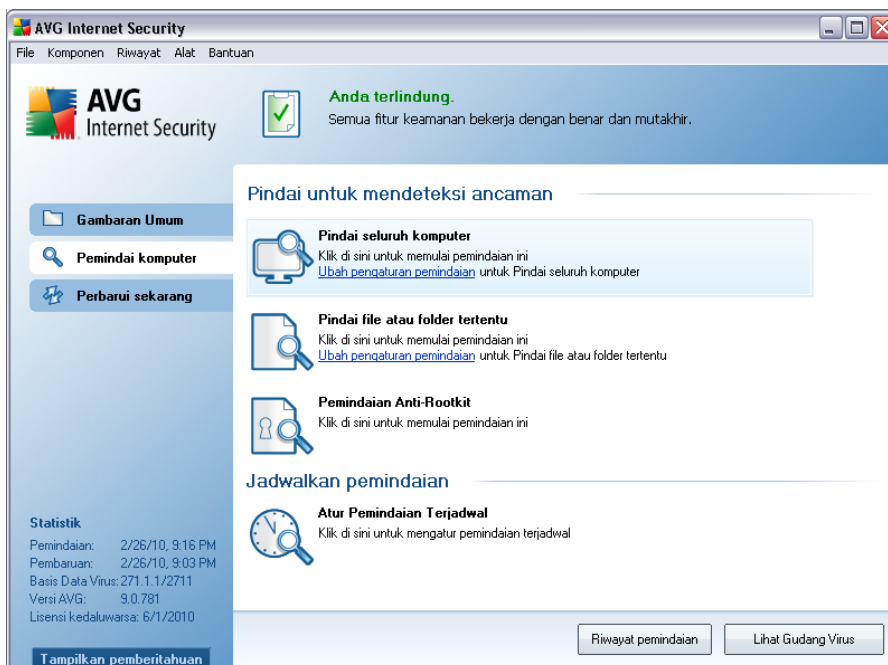 AVG Internet Security
File Komponen Riwayat Alat Bantuan
AVG
Internet Security
Anda terlindung.
Semua fitur keamanan bekerja dengan benar dan mutakhir.
Gambaran Umum
Pemindai komputer
Perbarui sekarang
Pindai untuk mendeteksi ancaman
Pindai seluruh komputer
Klik di sini untuk memulai pemindaian ini
Ubah pengaturan pemindaian untuk Pindai seluruh komputer
Pindai file atau folder tertentu
Klik di sini untuk memulai pemindaian ini
Ubah pengaturan pemindaian untuk Pindai file atau folder tertentu
Pemindaian Anti-Rootkit
Klik di sini untuk memulai pemindaian ini
Jadwalkan pemindaian
Atur Pemindaian Terjadwal
Klik di sini untuk mengatur pemindaian terjadwal
Statistik
Pemindaian: 2/26/10, 9:16 PM
Pembaruan: 2/26/10, 9:03 PM
Basis Data Virus: 271.1.1/2711
Versi AVG: 9.0.781
Lisensi kedaluwarsa: 6/1/2010
Tampilkan pemberitahuan
Riwayat pemindaian
Lihat Gudang Virus